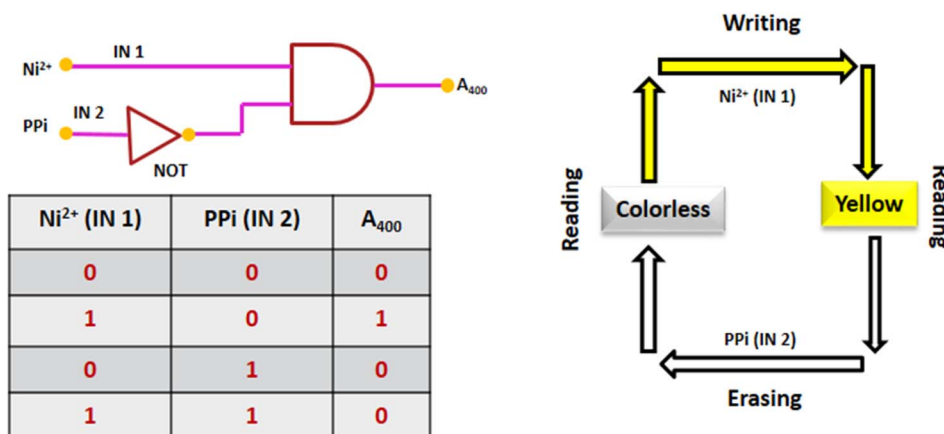 IN 1
Ni²⁺
A₄₀₀
IN 2
PPi
NOT
Ni²⁺ (IN 1) PPi (IN 2) A₄₀₀
0 0 0
1 0 1
0 1 0
1 1 0
Writing
Ni²⁺ (IN 1)
Reading
Colorless
Yellow
Reading
PPi (IN 2)
Erasing